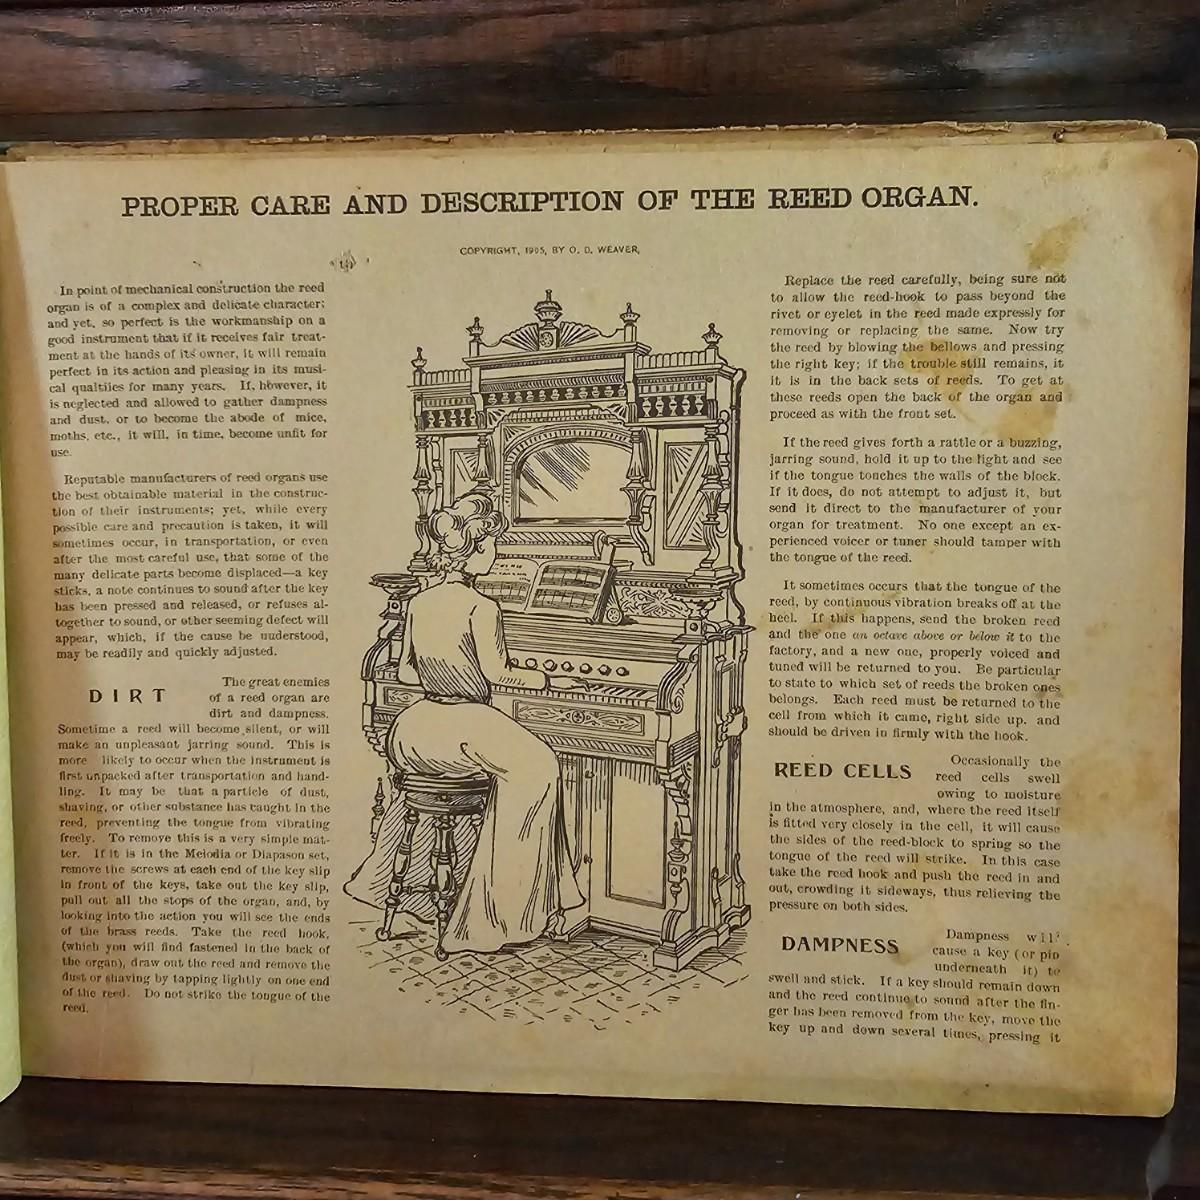 PROPER CARE AND DESCRIPTION OF THE REED ORGAN.
COPYRIGHT, 1905, BY O. D. WEAVER,
In point of mechanical construction the reed
organ is of a complex and delicate character;
and yet, so perfect is the workmanship on a
good instrument that if it receives fair treat-
ment at the hands of its owner, it will remain
perfect in its action and pleasing in its musi-
cal qualtiies for many years. If, however, it
is neglected and allowed to gather dampness
and dust, or to become the abode of mice,
moths, etc., it will, in time, become unfit for
use.
Reputable manufacturers of reed organs use
the best obtainable material in the construc-
tion of their instruments; yet, while every
possible care and precaution is taken, it will
sometimes occur, in transportation, or even
after the most careful use, that some of the
many delicate parts become displaced—a key
sticks, a note continues to sound after the key
has been pressed and released, or refuses al-
together to sound, or other seeming defect will
appear, which, if the cause be understood,
may be readily and quickly adjusted.
DIRT
The great enemies
of a reed organ are
dirt and dampness.
Sometime a reed will become silent, or will
make an unpleasant jarring sound. This is
more likely to occur when the instrument is
first unpacked after transportation and hand-
ling. It may be that a particle of dust,
shaving, or other substance has caught in the
reed, preventing the tongue from vibrating
freely. To remove this is a very simple mat-
ter. If it is in the Melodia or Diapason set,
remove the screws at each end of the key slip
in front of the keys, take out the key slip,
pull out all the stops of the organ, and, by
looking into the action you will see the ends
of the brass reeds. Take the reed hook,
(which you will find fastened in the back of
the organ), draw out the reed and remove the
dust or shaving by tapping lightly on one end
of the reed. Do not strike the tongue of the
reed.
Replace the reed carefully, being sure not
to allow the reed-hook to pass beyond the
rivet or eyelet in the reed made expressly for
removing or replacing the same. Now try
the reed by blowing the bellows and pressing
the right key; if the trouble still remains, it
it is in the back sets of reeds. To get at
these reeds open the back of the organ and
proceed as with the front set.
If the reed gives forth a rattle or a buzzing,
jarring sound, hold it up to the light and see
if the tongue touches the walls of the block.
If it does, do not attempt to adjust it, but
send it direct to the manufacturer of your
organ for treatment. No one except an ex-
perienced voicer or tuner should tamper with
the tongue of the reed.
It sometimes occurs that the tongue of the
reed, by continuous vibration breaks off at the
heel. If this happens, send the broken reed
and the one an octave above or below it to the
factory, and a new one, properly voiced and
tuned will be returned to you. Be particular
to state to which set of reeds the broken ones
belongs. Each reed must be returned to the
cell from which it came, right side up. and
should be driven in firmly with the hook.
REED CELLS
Occasionally the
reed cells swell
owing to moisture
in the atmosphere, and, where the reed itself
is fitted very closely in the cell, it will cause
the sides of the reed-block to spring so the
tongue of the reed will strike. In this case
take the reed hook and push the reed in and
out, crowding it sideways, thus relieving the
pressure on both sides.
DAMPNESS
Dampness will
cause a key (or pin
underneath it) to
swell and stick. If a key should remain down
and the reed continue to sound after the fin-
ger has been removed from the key, move the
key up and down several times, pressing it